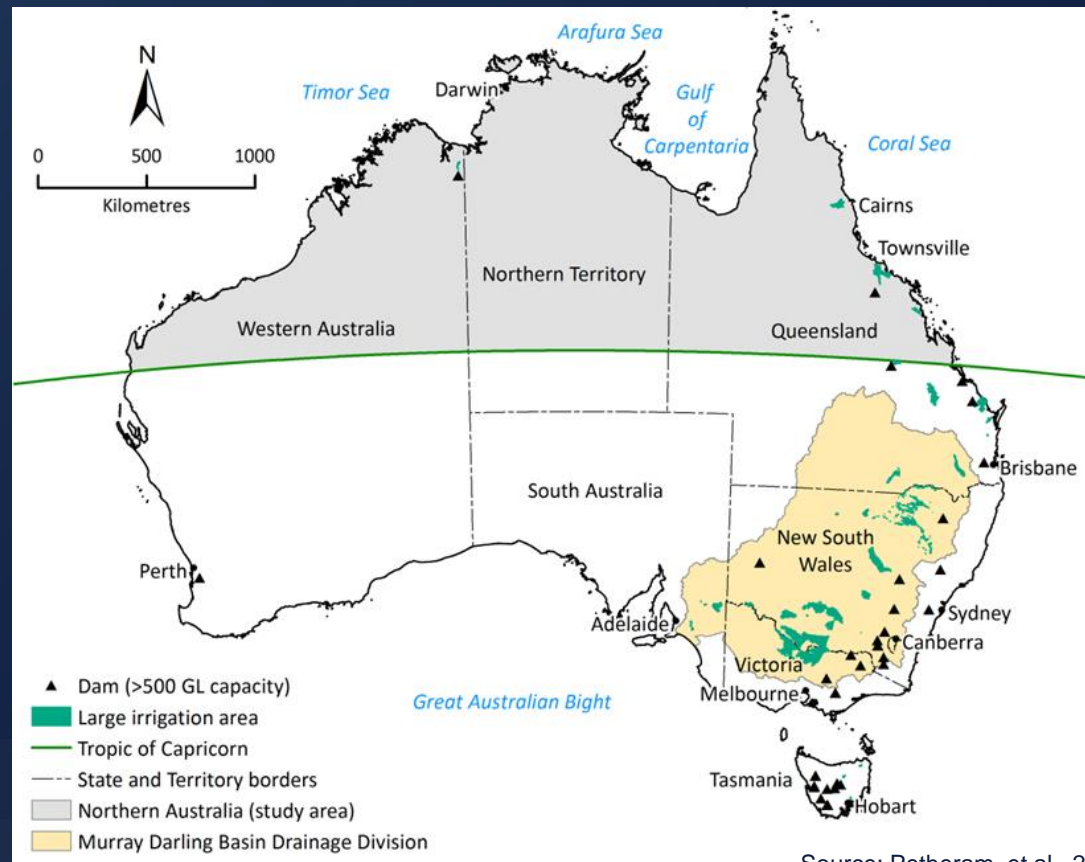 Arafura Sea
N
Timor Sea
Darwin
Gulf
of
Carpentaria
Coral Sea
0 500 1000
Kilometres
Cairns
Townsville
Northern Territory
Western Australia
Queensland
Brisbane
South Australia
New South
Wales
Perth
Adelaide
Sydney
Canberra
Victoria
Melbourne
Great Australian Bight
Tasmania
Hobart
Dam (>500 GL capacity)
Large irrigation area
Tropic of Capricorn
State and Territory borders
Northern Australia (study area)
Murray Darling Basin Drainage Division